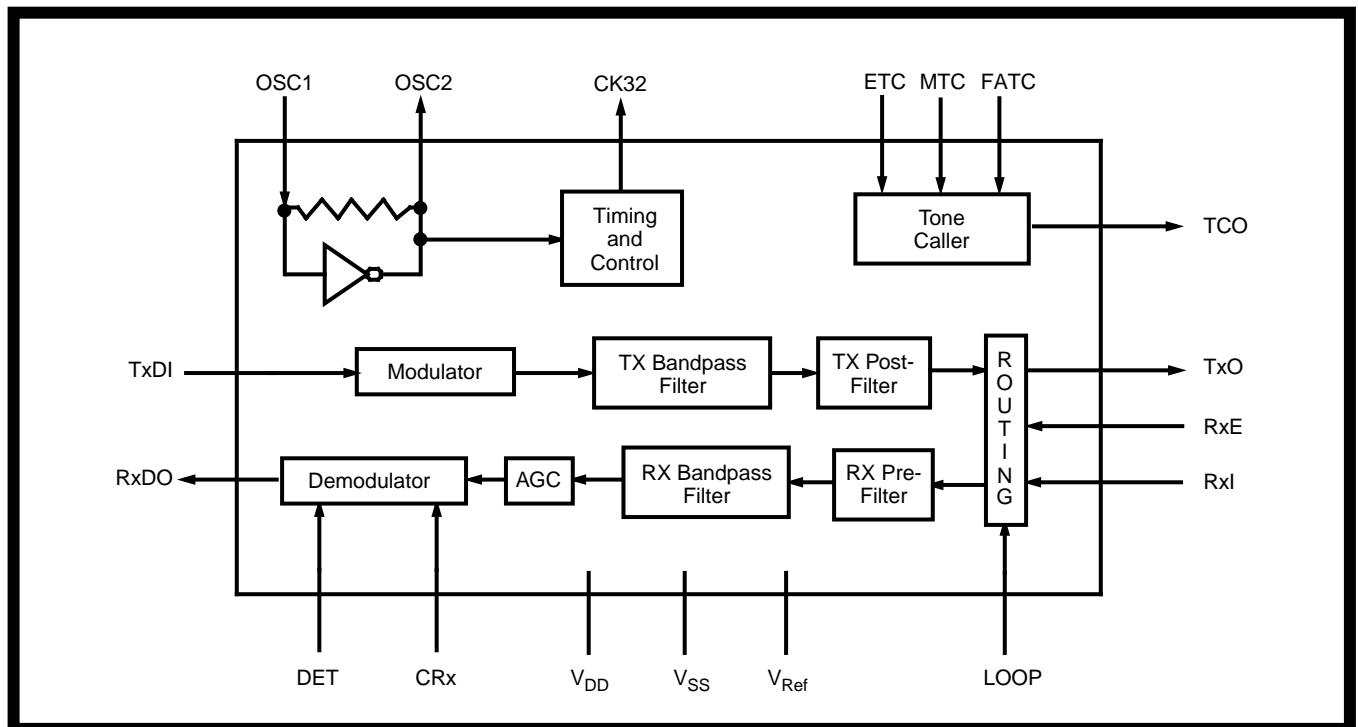 OSC1 OSC2 CK32 ETC MTC FATC
Timing
and
Control
Tone
Caller
TCO
TxDI
Modulator
TX Bandpass
Filter
TX Post-
Filter
ROUTING
TxO
RxE
RxI
RxDO
Demodulator
AGC
RX Bandpass
Filter
RX Pre-
Filter
DET CRx VDD VSS VRef LOOP